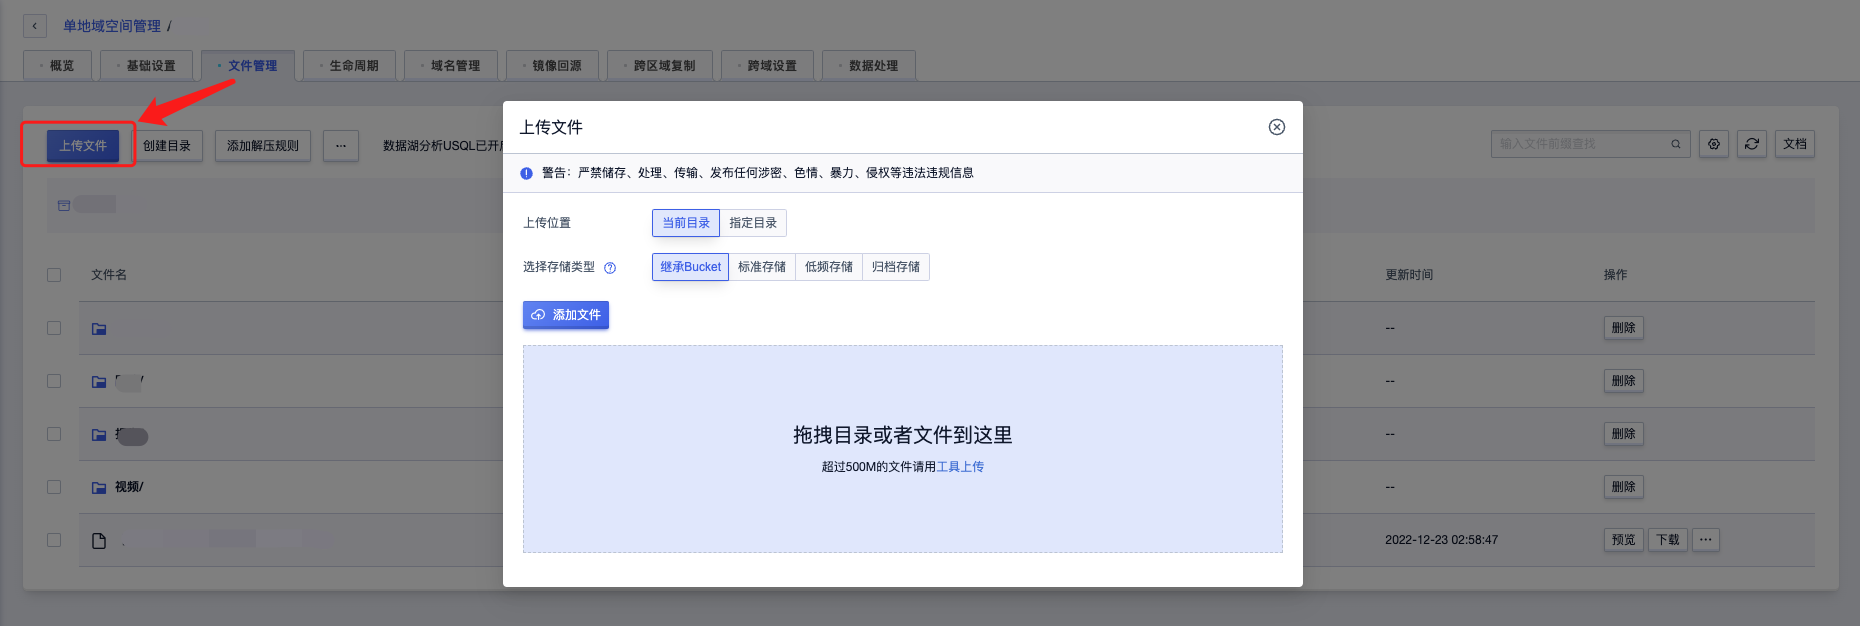 单地域空间管理 /
概览
基础设置
文件管理
生命周期
域名管理
镜像回源
跨区域复制
跨域设置
数据处理
上传文件
创建目录
添加解压规则
···
数据湖分析USQL已开
输入文件前缀查找
文档
上传文件
警告：严禁储存、处理、传输、发布任何涉密、色情、暴力、侵权等违法违规信息
上传位置
当前目录
指定目录
选择存储类型
继承Bucket
标准存储
低频存储
归档存储
添加文件
拖拽目录或者文件到这里
超过500M的文件请用工具上传
文件名
更新时间
操作
--
删除
/
--
删除
--
删除
视频/
--
删除
2022-12-23 02:58:47
预览
下载
···